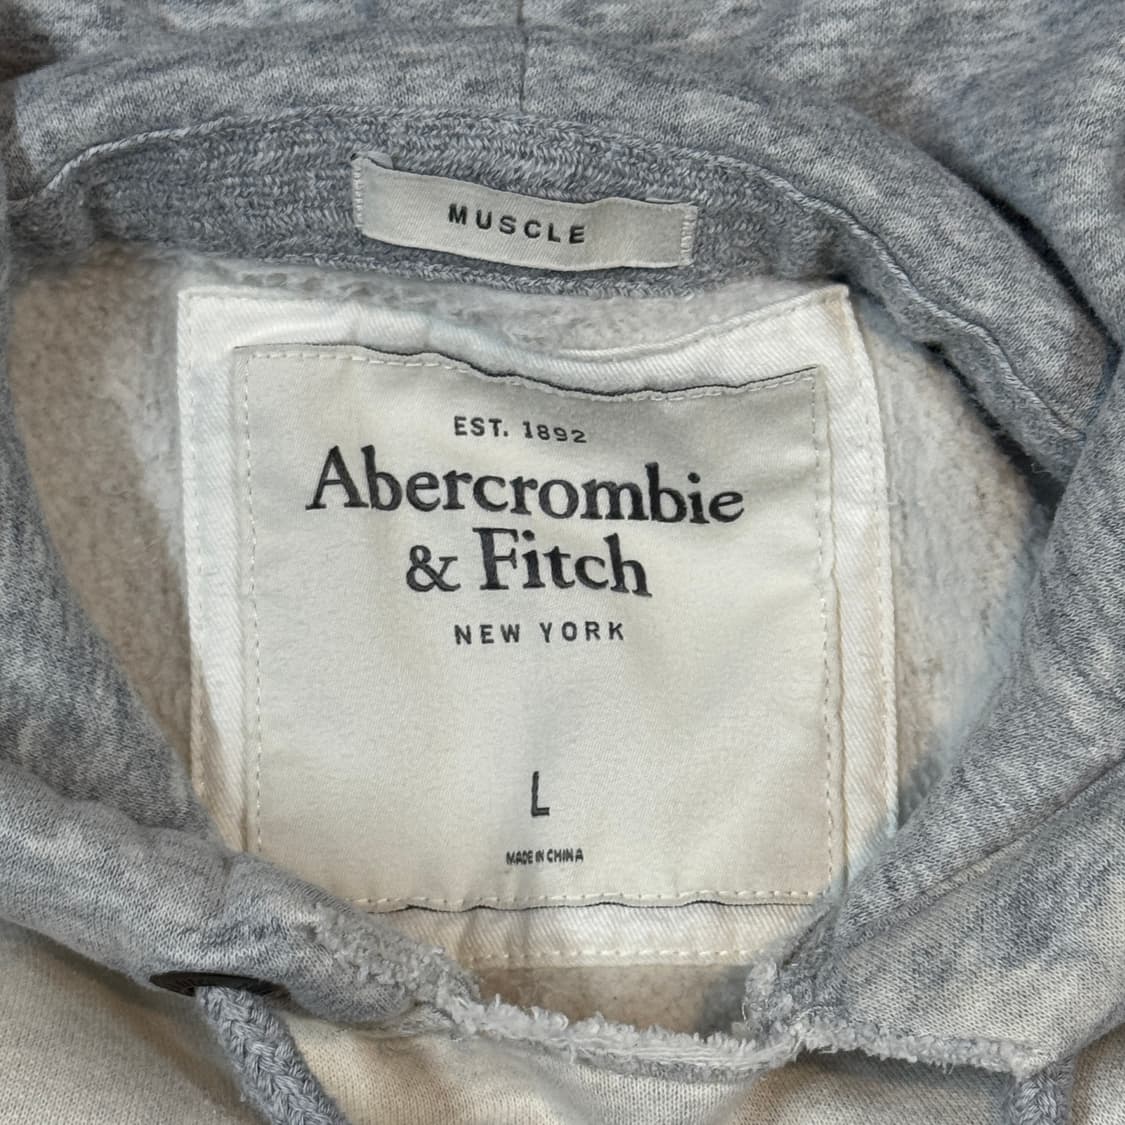 MUSCLE
EST. 1892
Abercrombie
& Fitch
NEW YORK
L
MADE IN CHINA